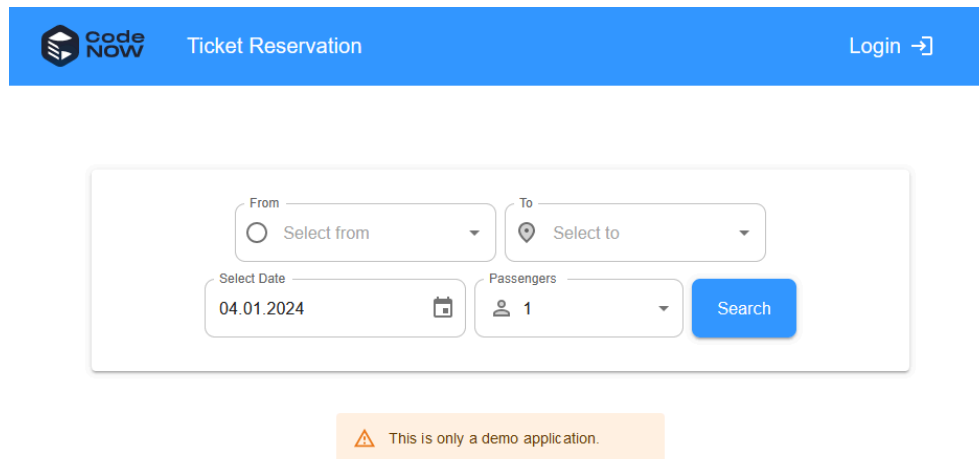 Code
NOW
Ticket Reservation
Login
From
To
Select from
Select to
Select Date
Passengers
04.01.2024
1
Search
This is only a demo application.